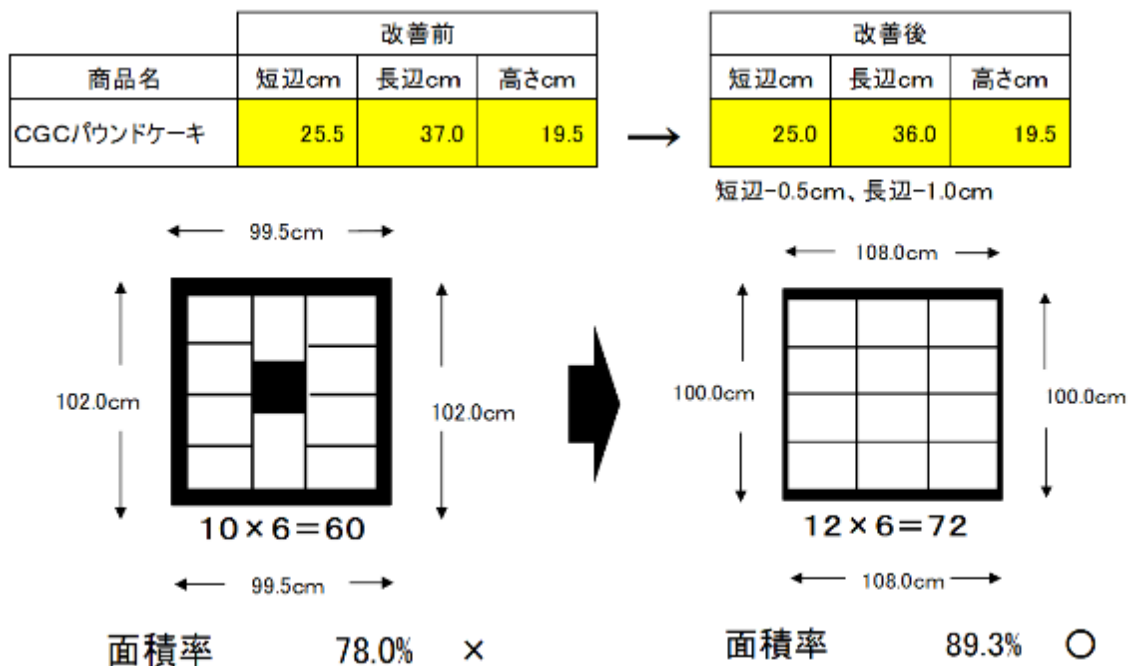 改善前 改善後
商品名 短辺cm 長辺cm 高さcm 短辺cm 長辺cm 高さcm
CGCパウンドケーキ 25.5 37.0 19.5 → 25.0 36.0 19.5
短辺-0.5cm、長辺-1.0cm
99.5cm 108.0cm
102.0cm 102.0cm 100.0cm 100.0cm
10×6=60 12×6=72
99.5cm 108.0cm
面積率 78.0% × 面積率 89.3% ○